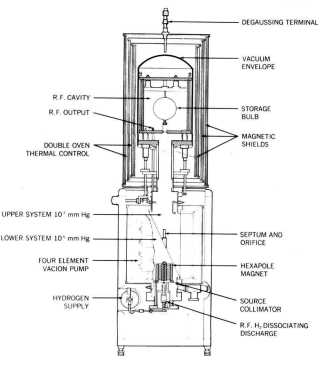 DEGAUSSING TERMINAL
VACUUM
ENVELOPE
R.F. CAVITY
R.F. OUTPUT
STORAGE
BULB
MAGNETIC
SHIELDS
DOUBLE OVEN
THERMAL CONTROL
UPPER SYSTEM 10⁻⁷ mm Hg
LOWER SYSTEM 10⁻⁶ mm Hg
SEPTUM AND
ORIFICE
FOUR ELEMENT
VACION PUMP
HEXAPOLE
MAGNET
HYDROGEN
SUPPLY
SOURCE
COLLIMATOR
R.F. H₂ DISSOCIATING
DISCHARGE